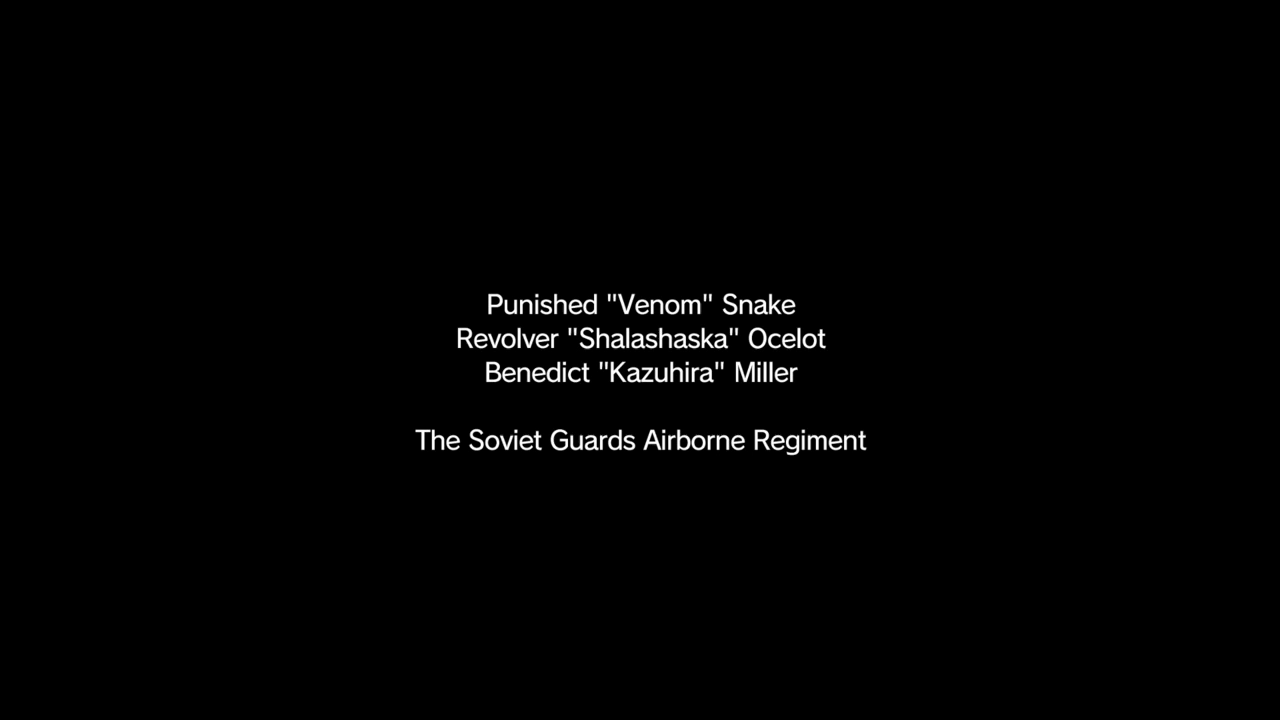 Punished "Venom" Snake
Revolver "Shalashaska" Ocelot
Benedict "Kazuhira" Miller
The Soviet Guards Airborne Regiment